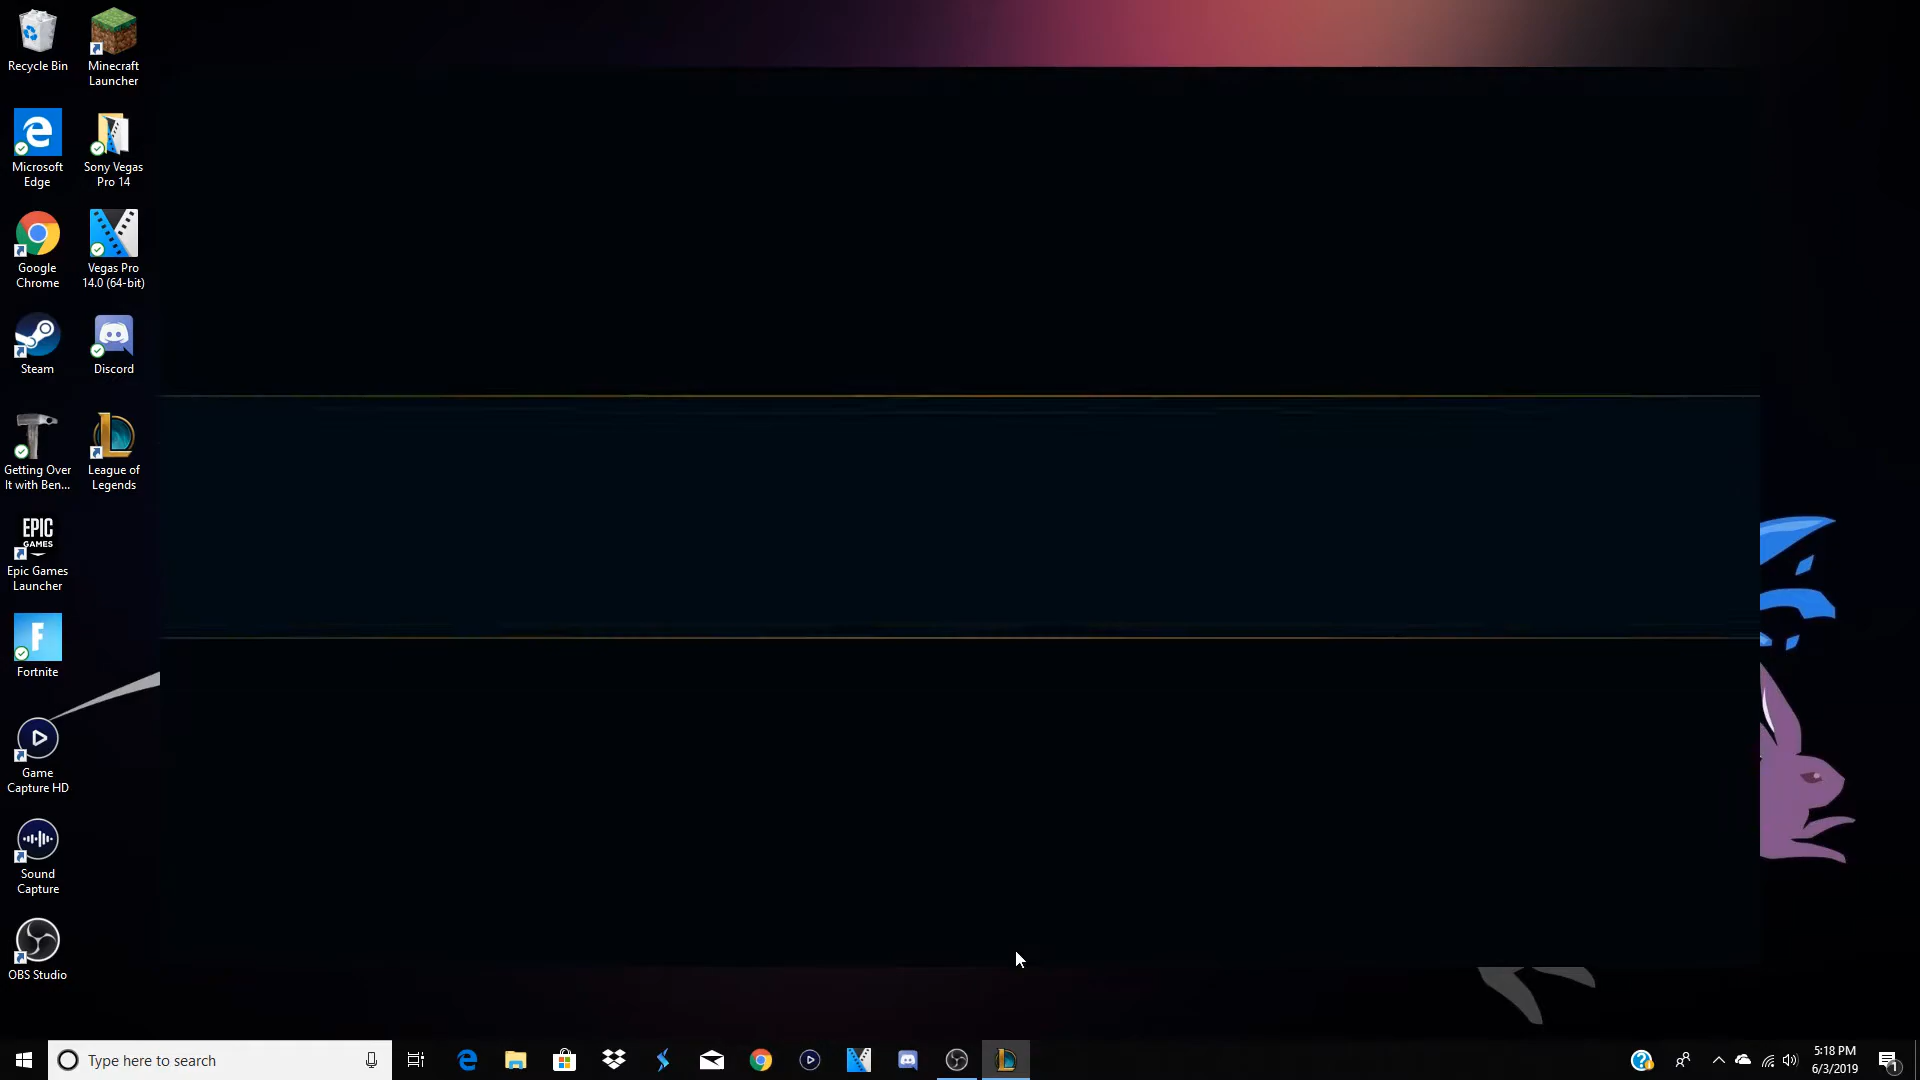 Recycle Bin
Minecraft
Launcher
Microsoft
Edge
Sony Vegas
Pro 14
Google
Chrome
Vegas Pro
14.0 (64-bit)
Steam
Discord
Getting Over
It with Ben...
League of
Legends
EPIC
GAMES
Epic Games
Launcher
F
Fortnite
Game
Capture HD
Sound
Capture
OBS Studio
Type here to search
5:18 PM
6/3/2019
1